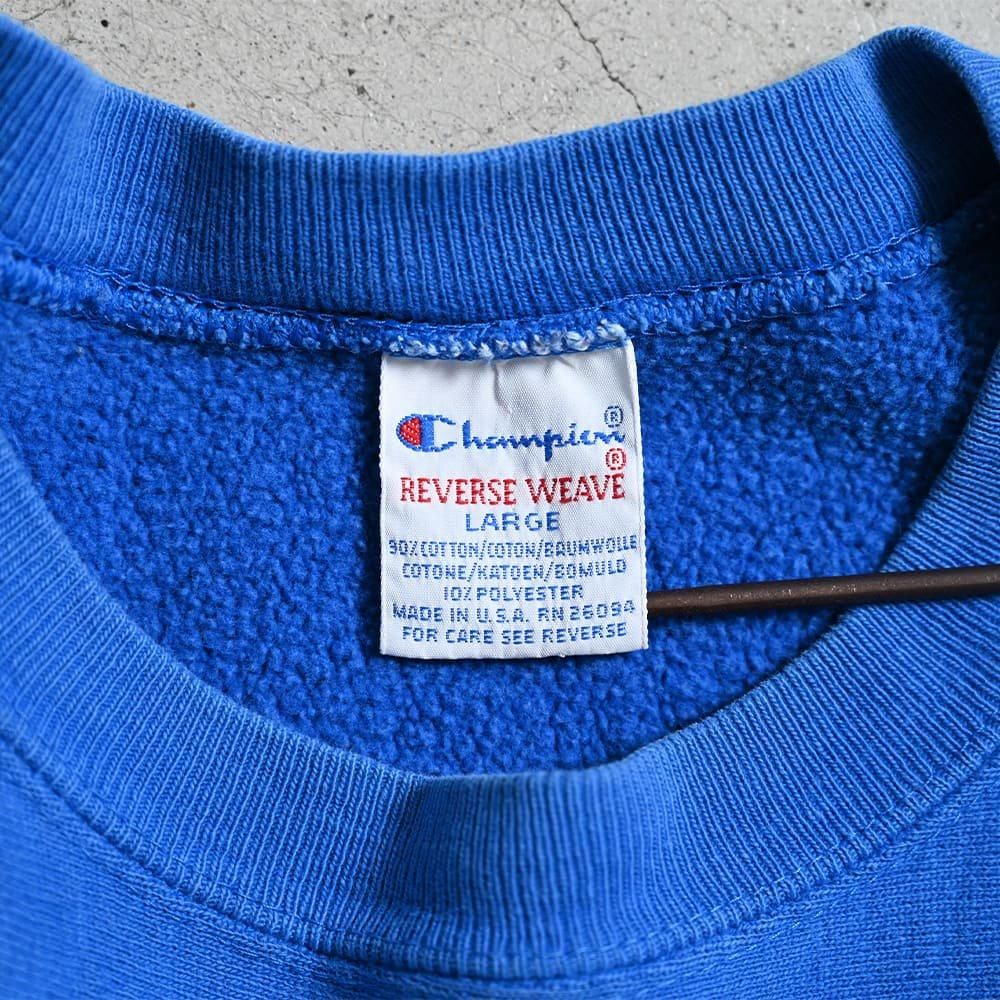 Champion®
REVERSE WEAVE®
LARGE
90% COTTON/COTON/BAUMWOLLE
COTONE/KATOEN/BOMULD
10% POLYESTER
MADE IN U.S.A. RN 26094
FOR CARE SEE REVERSE